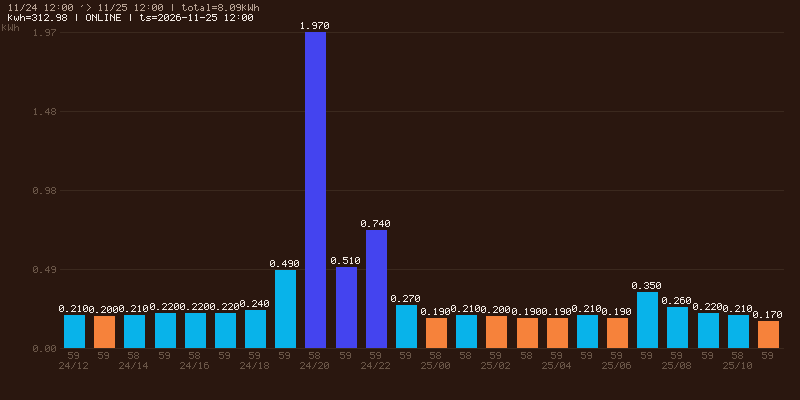 11/24 12:00 -> 11/25 12:00 | total=8.09kWh
Kwh=312.98 | ONLINE | ts=2026-11-25 12:00
kWh
1.97
1.48
0.98
0.49
0.00
0.210 0.200 0.210 0.220 0.220 0.220 0.240 0.490 1.970 0.510 0.740 0.270 0.190 0.210 0.200 0.190 0.190 0.210 0.190 0.350 0.260 0.220 0.210 0.170
59 59 58 59 58 59 59 59 58 59 59 59 58 58 59 59 58 59 59 59 59 59 58 59
24/12 24/14 24/16 24/18 24/20 24/22 25/00 25/02 25/04 25/06 25/08 25/10